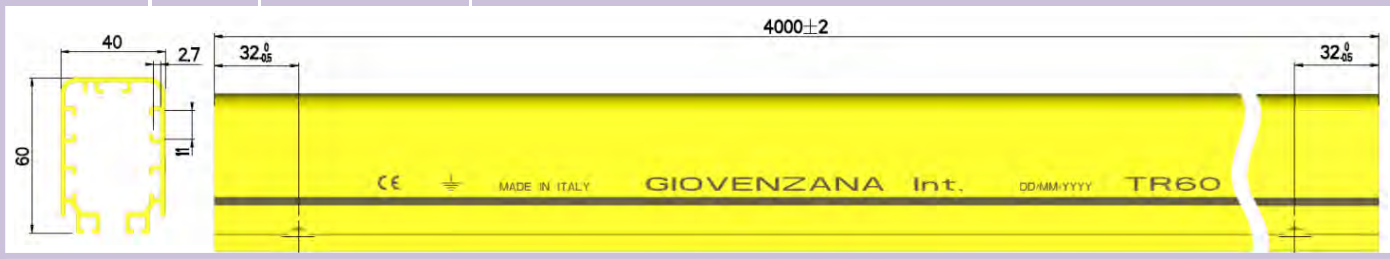 4000±2
40
2.7
32 0 -0.5
32 0 -0.5
60
11
CE MADE IN ITALY GIOVENZANA Int. DD/MM/YYYY TR60